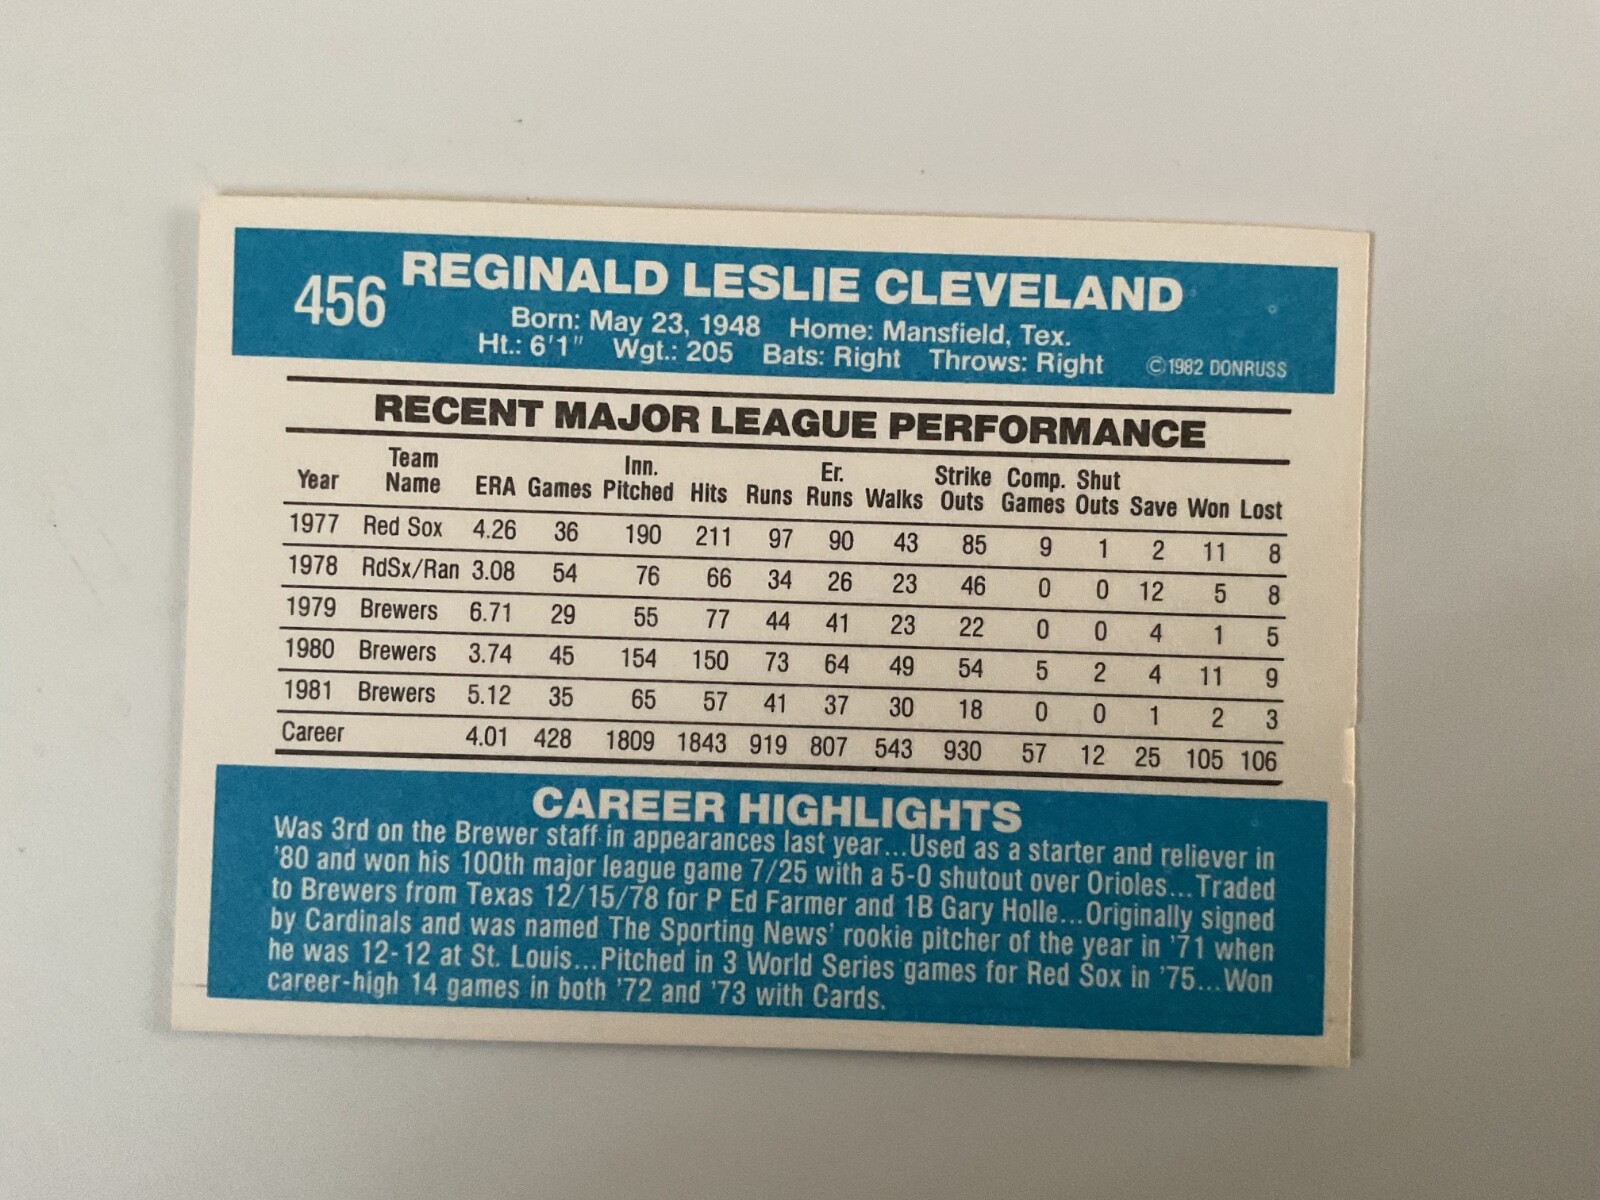 456 REGINALD LESLIE CLEVELAND
Born: May 23, 1948 Home: Mansfield, Tex.
Ht.: 6'1" Wgt.: 205 Bats: Right Throws: Right ©1982 DONRUSS
RECENT MAJOR LEAGUE PERFORMANCE
Year Team Name ERA Games Inn. Pitched Hits Runs Er. Runs Walks Strike Outs Comp. Games Shut Outs Save Won Lost
1977 Red Sox 4.26 36 190 211 97 90 43 85 9 1 2 11 8
1978 RdSx/Ran 3.08 54 76 66 34 26 23 46 0 0 12 5 8
1979 Brewers 6.71 29 55 77 44 41 23 22 0 0 4 1 5
1980 Brewers 3.74 45 154 150 73 64 49 54 5 2 4 11 9
1981 Brewers 5.12 35 65 57 41 37 30 18 0 0 1 2 3
Career 4.01 428 1809 1843 919 807 543 930 57 12 25 105 106
CAREER HIGHLIGHTS
Was 3rd on the Brewer staff in appearances last year...Used as a starter and reliever in
'80 and won his 100th major league game 7/25 with a 5-0 shutout over Orioles...Traded
to Brewers from Texas 12/15/78 for P Ed Farmer and 1B Gary Holle...Originally signed
by Cardinals and was named The Sporting News' rookie pitcher of the year in '71 when
he was 12-12 at St. Louis...Pitched in 3 World Series games for Red Sox in '75...Won
career-high 14 games in both '72 and '73 with Cards.